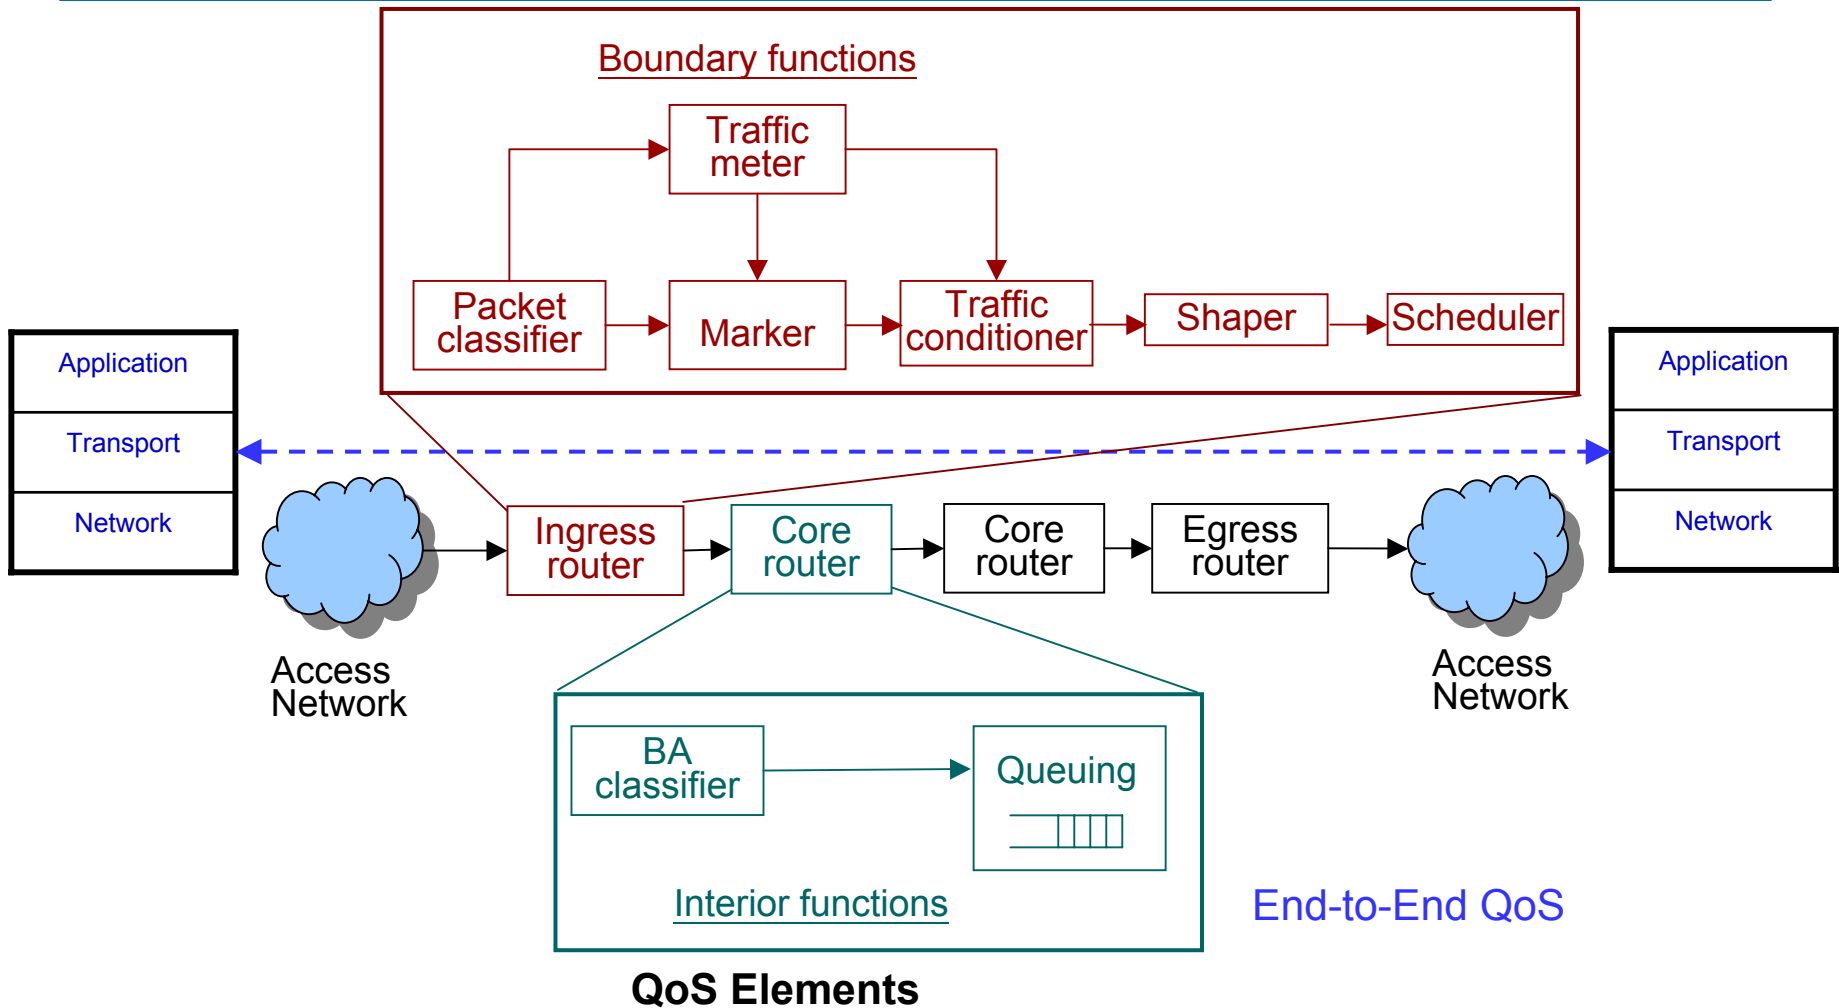 Boundary functions
Traffic
meter
Packet
classifier
Marker
Traffic
conditioner
Shaper
Scheduler
Application
Transport
Network
Application
Transport
Network
Ingress
router
Core
router
Core
router
Egress
router
Access
Network
Access
Network
BA
classifier
Queuing
Interior functions
End-to-End QoS
QoS Elements